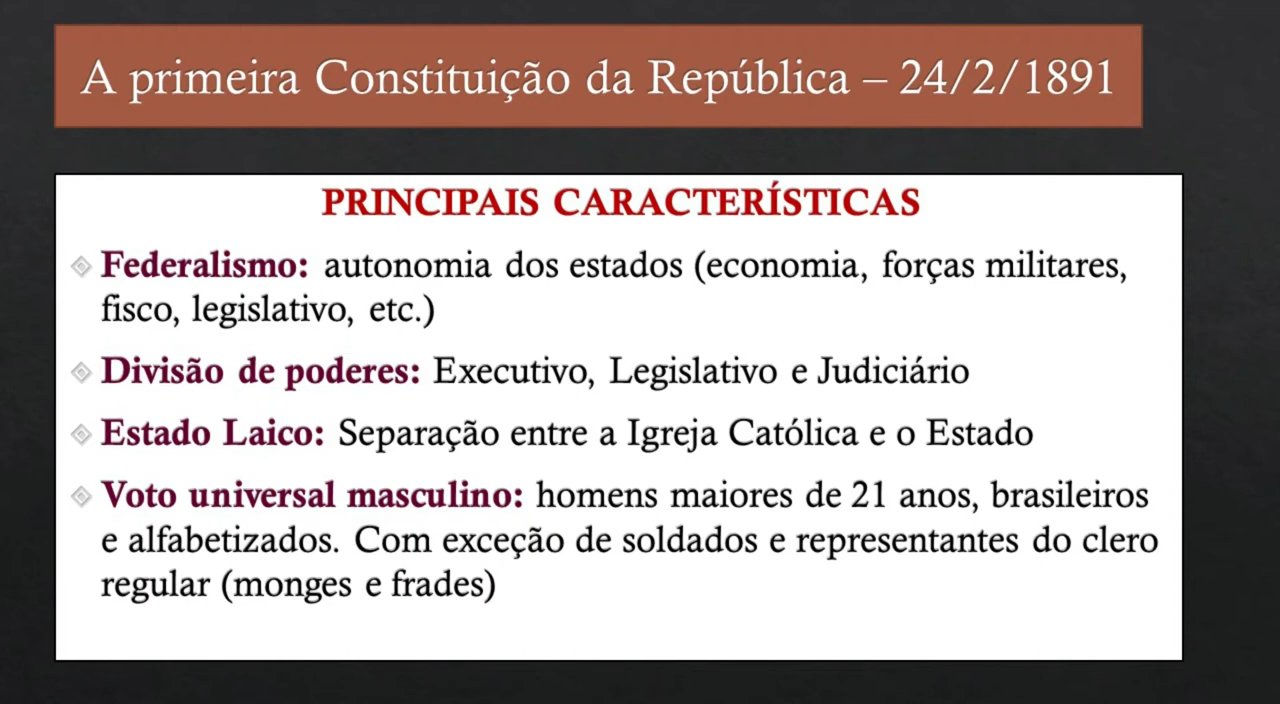 A primeira Constituição da República – 24/2/1891
PRINCIPAIS CARACTERÍSTICAS
Federalismo: autonomia dos estados (economia, forças militares,
fisco, legislativo, etc.)
Divisão de poderes: Executivo, Legislativo e Judiciário
Estado Laico: Separação entre a Igreja Católica e o Estado
Voto universal masculino: homens maiores de 21 anos, brasileiros
e alfabetizados. Com exceção de soldados e representantes do clero
regular (monges e frades)